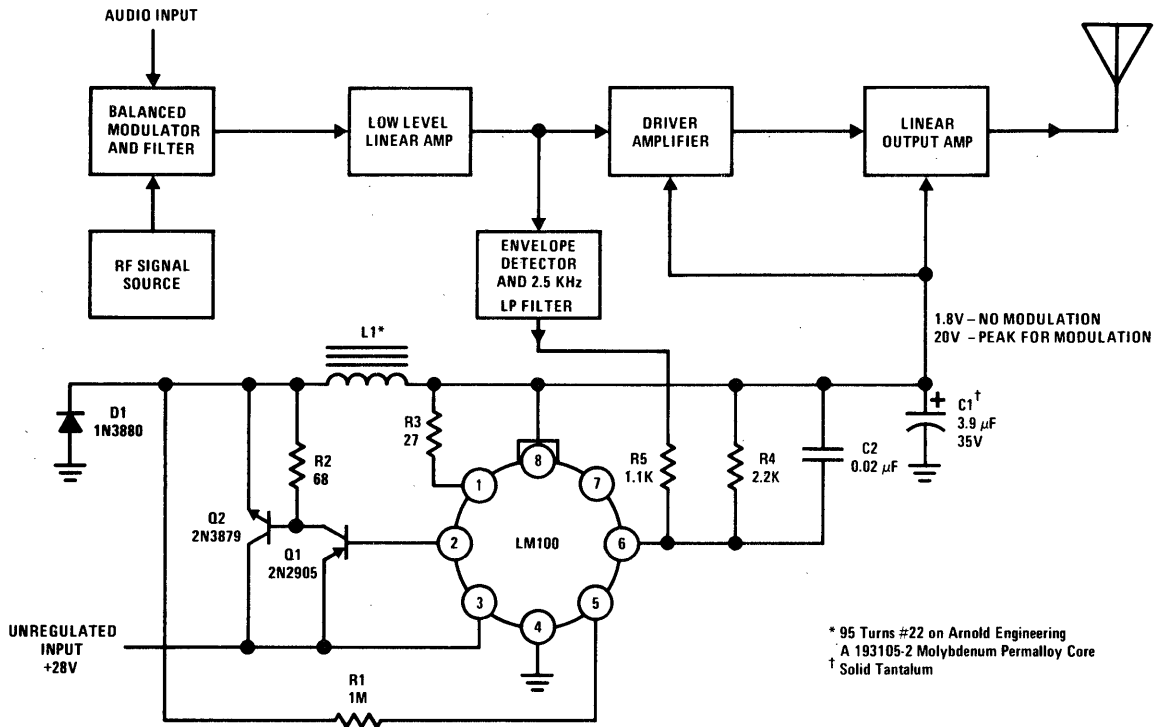 AUDIO INPUT
BALANCED
MODULATOR
AND FILTER
LOW LEVEL
LINEAR AMP
DRIVER
AMPLIFIER
LINEAR
OUTPUT AMP
RF SIGNAL
SOURCE
ENVELOPE
DETECTOR
AND 2.5 KHz
LP FILTER
1.8V – NO MODULATION
20V – PEAK FOR MODULATION
L1*
D1
1N3880
R2
68
R3
27
R5
1.1K
R4
2.2K
C2
0.02 μF
+
C1†
3.9 μF
35V
Q2
2N3879
Q1
2N2905
LM100
1
2
3
4
5
6
7
8
UNREGULATED
INPUT
+28V
R1
1M
* 95 Turns #22 on Arnold Engineering
A 193105-2 Molybdenum Permalloy Core
† Solid Tantalum